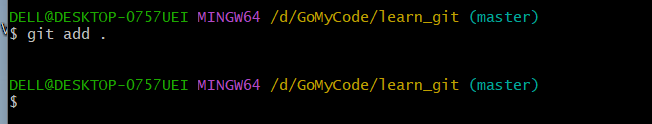 DELL@DESKTOP-0757UEI MINGW64 /d/GoMyCode/learn_git (master)
$ git add .
DELL@DESKTOP-0757UEI MINGW64 /d/GoMyCode/learn_git (master)
$